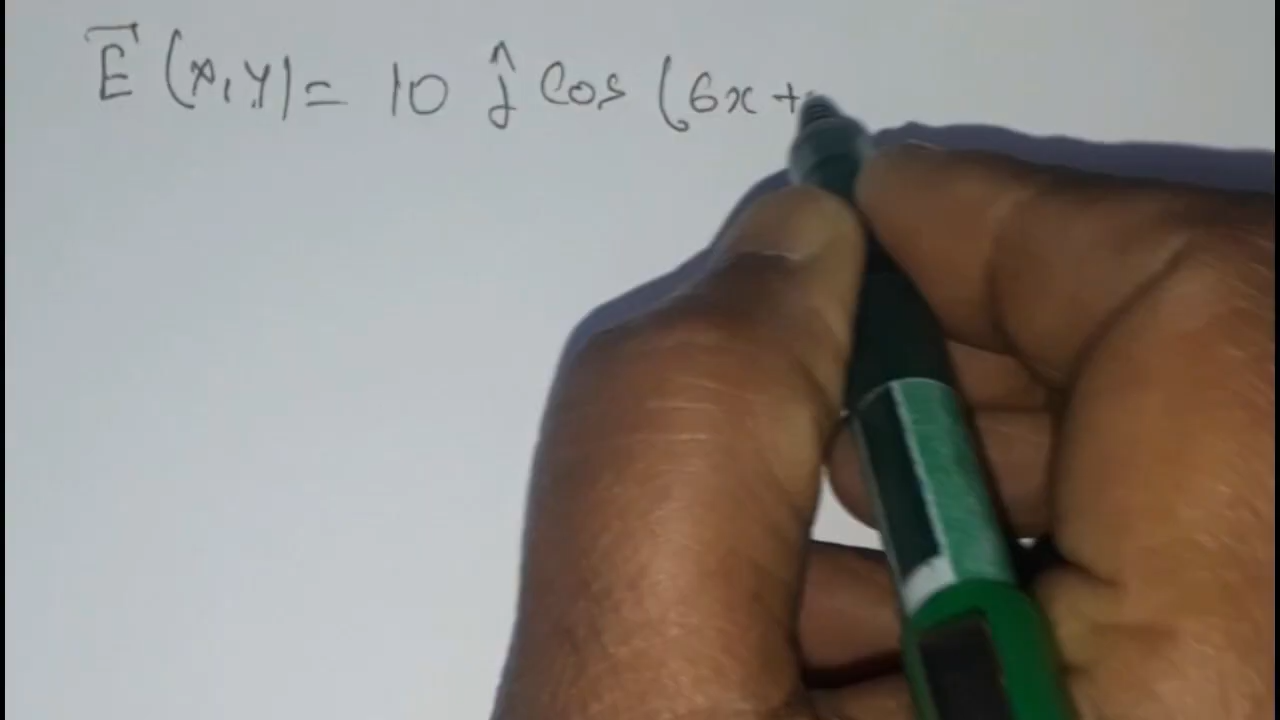 E⃗ (x,y) = 10 ĵ Cos (6x +